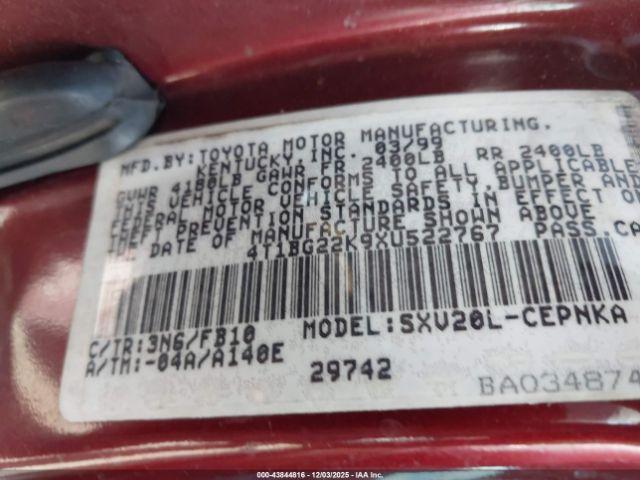 MFD.BY:TOYOTA MOTOR MANUFACTURING.
KENTUCKY,INC. 03/99
GVWR 4180LB GAWR FR 2400LB RR 2400LB
THIS VEHICLE CONFORMS TO ALL APPLICABLE
FEDERAL MOTOR VEHICLE SAFETY,BUMPER AND
THEFT PREVENTION STANDARDS IN EFFECT ON
THE DATE OF MANUFACTURE SHOWN ABOVE
4T1BG22K9XU522767 PASS.CA
C/TR:3N6/FB10 MODEL:SXV20L-CEPNKA
A/TM:-04A/A140E
29742
BA034874
000-43844816 - 12/03/2025 - IAA Inc.